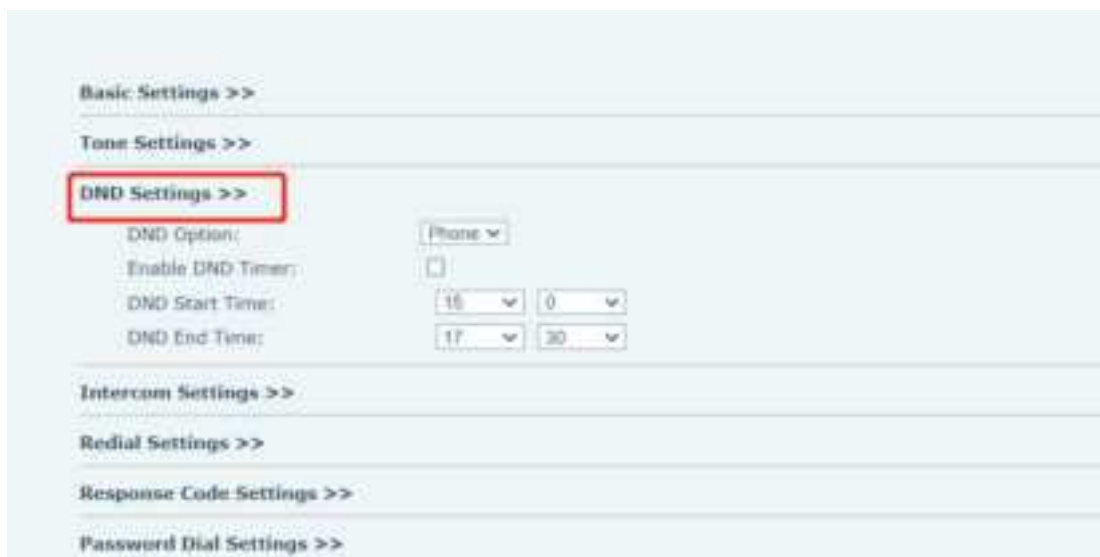 Basic Settings >>
Tone Settings >>
DND Settings >>
DND Option: Phone
Enable DND Timer:
DND Start Time: 15 0
DND End Time: 17 30
Intercom Settings >>
Redial Settings >>
Response Code Settings >>
Password Dial Settings >>